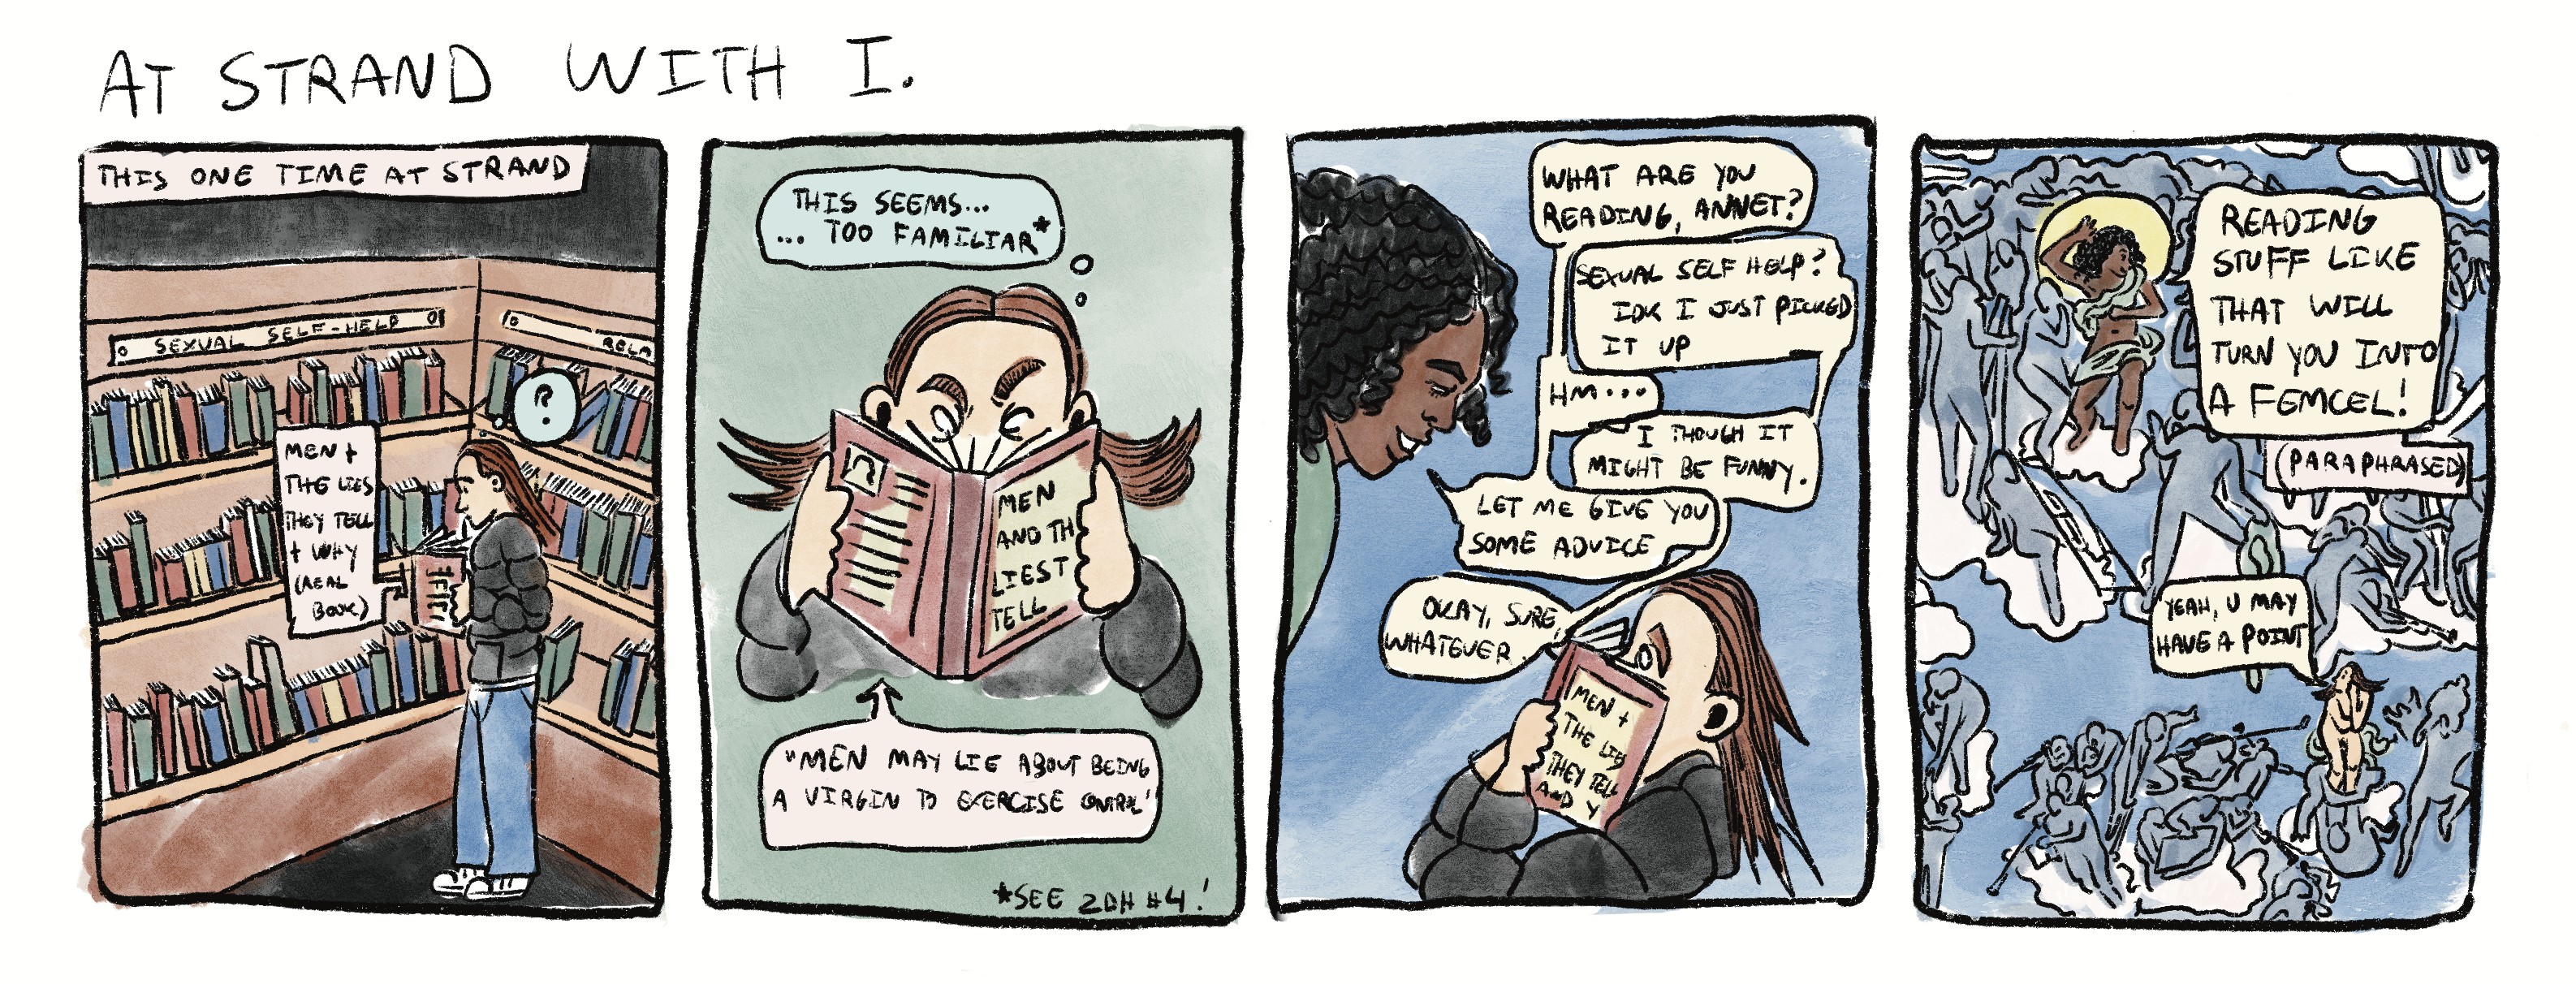 AT STRAND WITH I.
THIS ONE TIME AT STRAND
SEXUAL SELF-HELP
RELA
?
MEN +
THE LIES
THEY TELL
+ WHY
(REAL
BOOK)
THIS SEEMS...
... TOO FAMILIAR*
MEN
AND TH
LIEST
TELL
"MEN MAY LIE ABOUT BEING
A VIRGIN TO EXERCISE CONTROL"
*SEE 2DH #4!
WHAT ARE YOU
READING, ANNET?
SEXUAL SELF HELP?
IDK I JUST PICKED
IT UP
HM...
I THOUGH IT
MIGHT BE FUNNY.
LET ME GIVE YOU
SOME ADVICE
OKAY, SURE,
WHATEVER.
MEN +
THE LIES
THEY TELL
AND Y
READING
STUFF LIKE
THAT WILL
TURN YOU INTO
A FEMCEL!
(PARAPHRASED)
YEAH, U MAY
HAVE A POINT